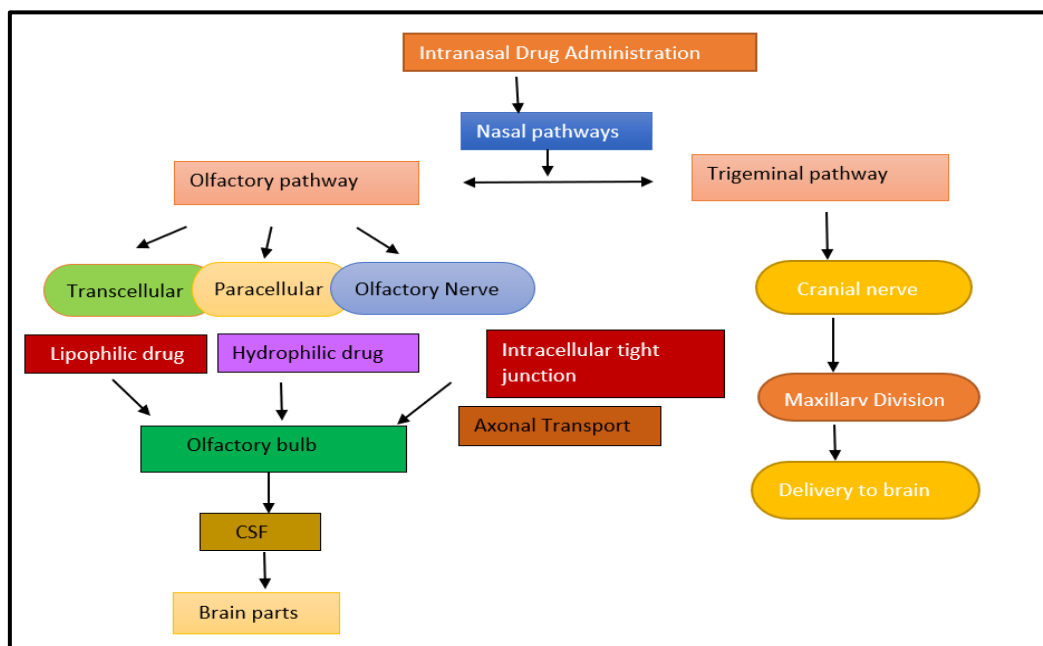 Intranasal Drug Administration
Nasal pathways
Olfactory pathway
Trigeminal pathway
Transcellular
Paracellular
Olfactory Nerve
Cranial nerve
Lipophilic drug
Hydrophilic drug
Intracellular tight
junction
Maxillary Division
Axonal Transport
Olfactory bulb
Delivery to brain
CSF
Brain parts